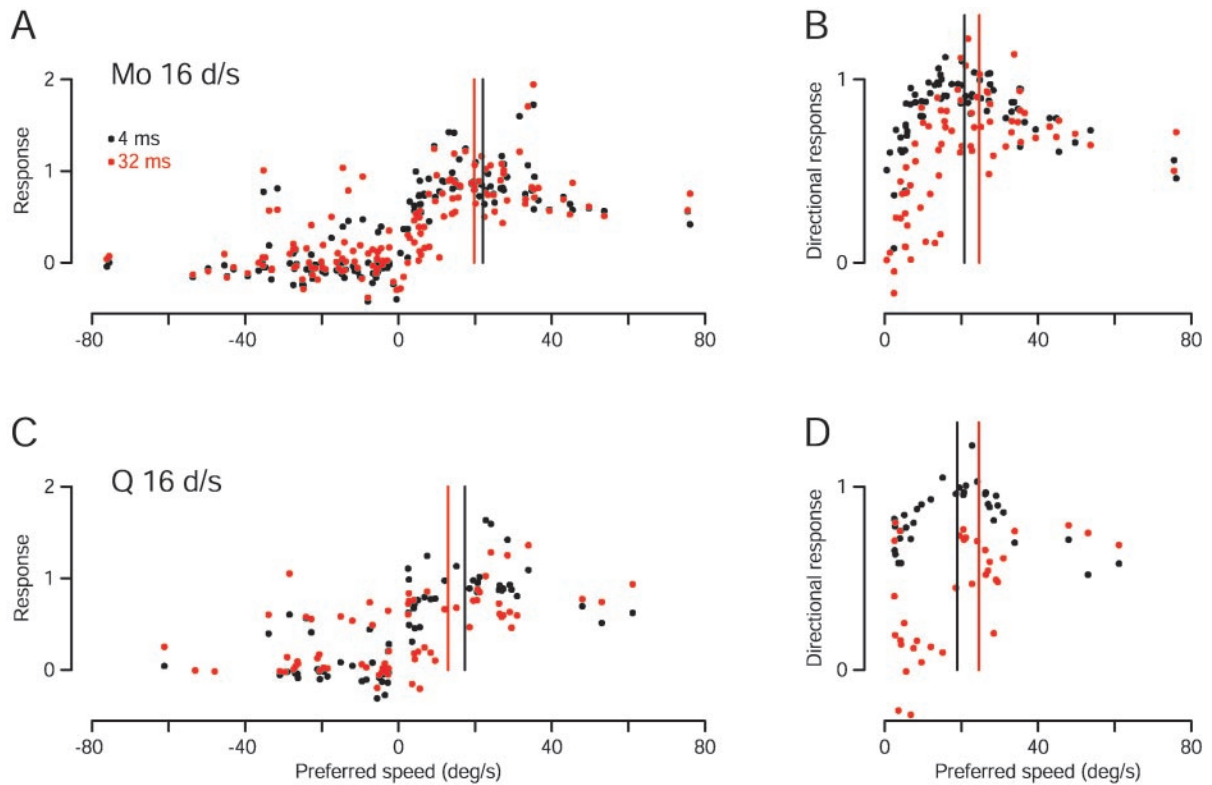 A
Mo 16 d/s
4 ms
32 ms
Response
2
1
0
-80
-40
0
40
80
B
Directional response
1
0
0
40
80
C
Q 16 d/s
Response
2
1
0
-80
-40
0
40
80
Preferred speed (deg/s)
D
Directional response
1
0
0
40
80
Preferred speed (deg/s)